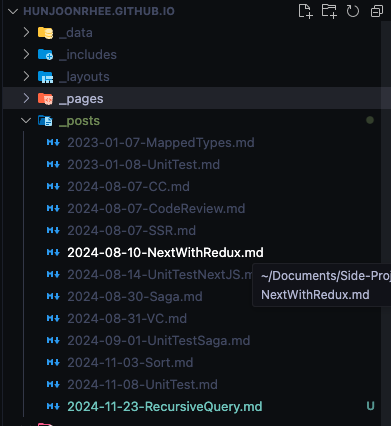 HUNJOONRHEE.GITHUB.IO
_data
_includes
_layouts
_pages
_posts
2023-01-07-MappedTypes.md
2023-01-08-UnitTest.md
2024-08-07-CC.md
2024-08-07-CodeReview.md
2024-08-07-SSR.md
2024-08-10-NextWithRedux.md
2024-08-14-UnitTestNextJS.m
~/Documents/Side-Proj
2024-08-30-Saga.md
NextWithRedux.md
2024-08-31-VC.md
2024-09-01-UnitTestSaga.md
2024-11-03-Sort.md
2024-11-08-UnitTest.md
2024-11-23-RecursiveQuery.md U